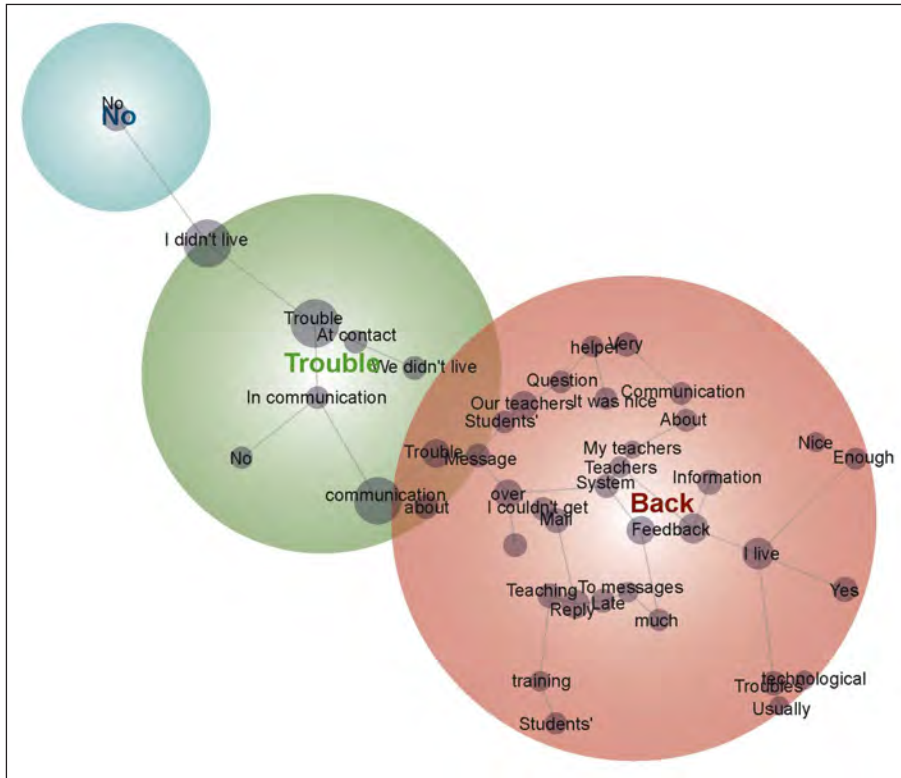 No
No
I didn't live
Trouble
At contact
Trouble
We didn't live
In communication
No
communication
about
Trouble
Message
helper
Very
Question
Communication
Our teachers
It was nice
Students'
About
My teachers
Nice
Enough
Teachers
System
Information
over
I couldn't get
Back
Mail
Feedback
I live
Teaching
To messages
Reply
Late
much
Yes
training
Troubles
technological
Usually
Students'